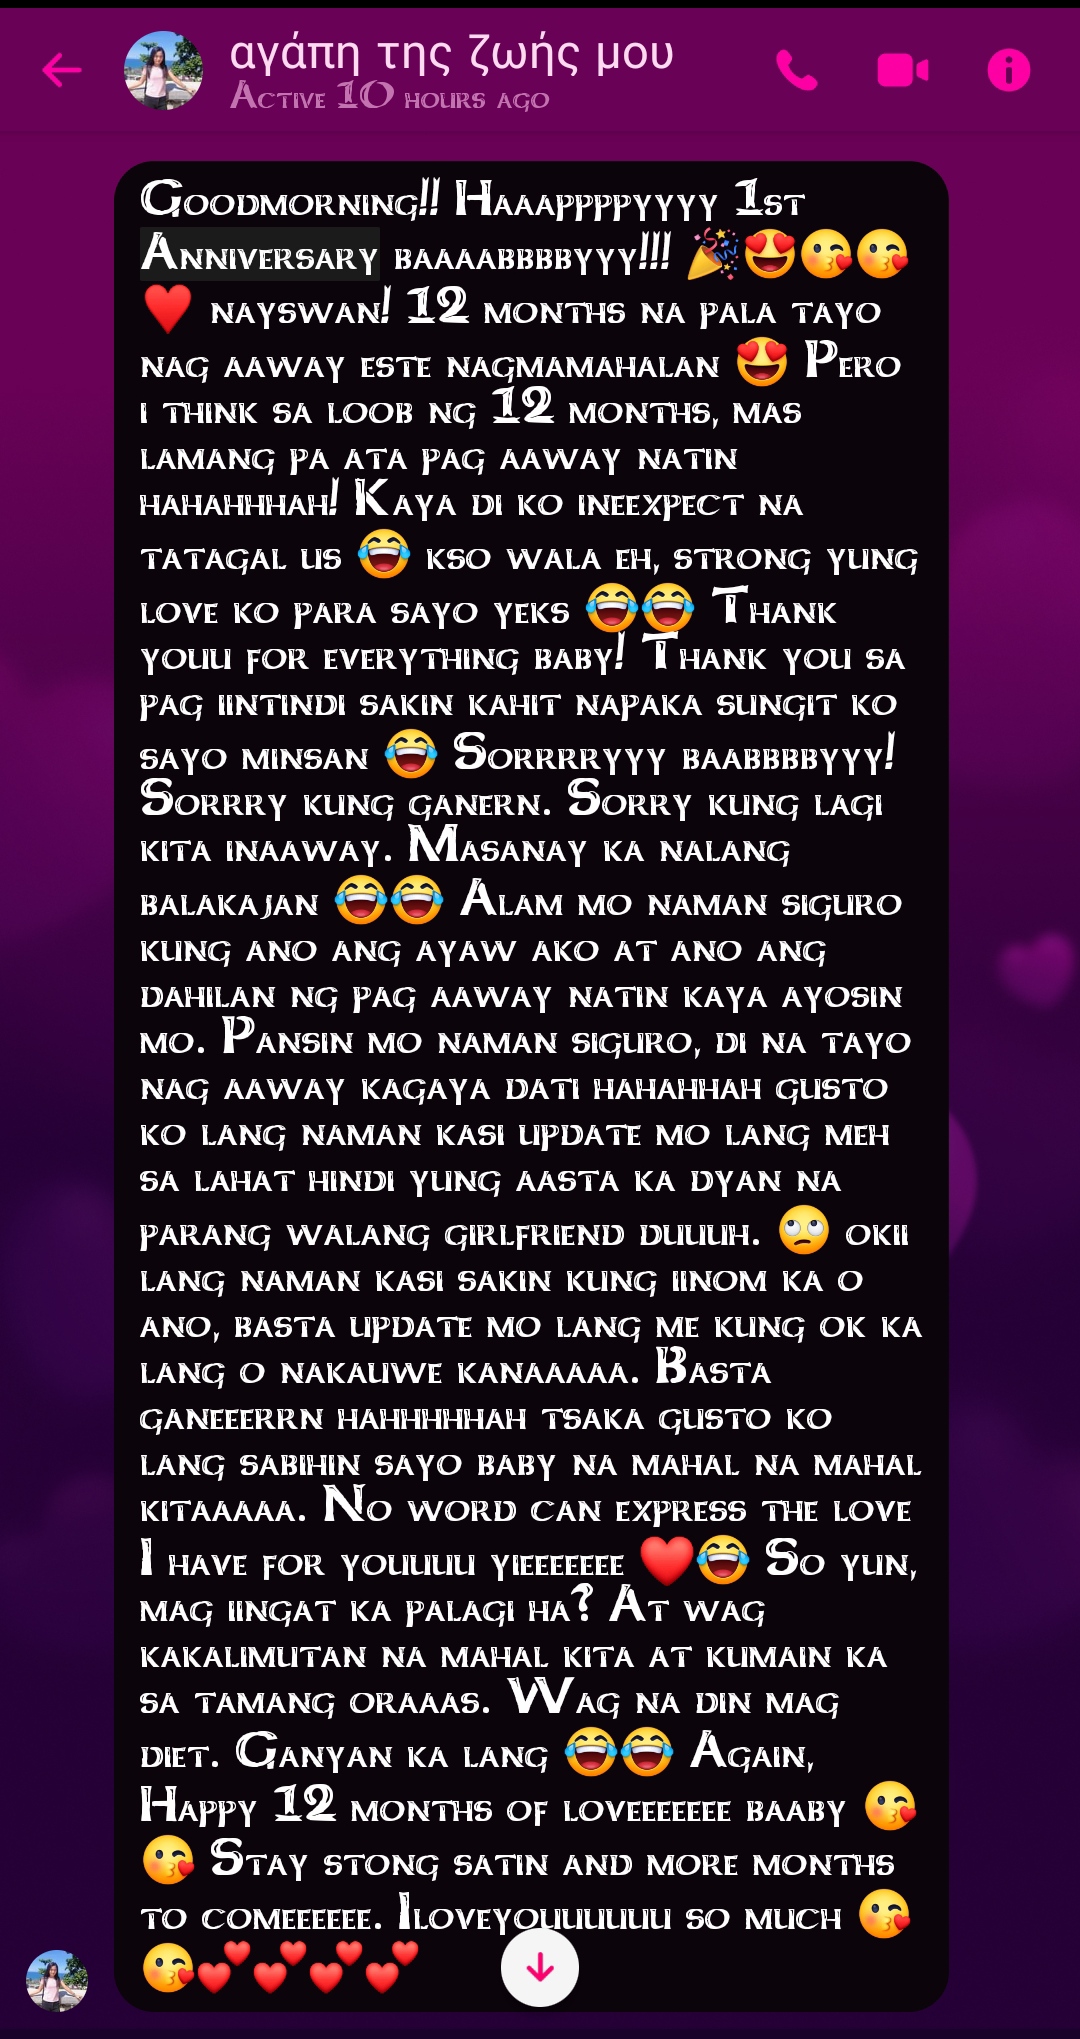 αγάπη της ζωής μου
Active 10 hours ago
Goodmorning!! Haaappppyyyy 1st
Anniversary baaaabbbbyyy!!! 🎉😍😘😘
♥️ nayswan! 12 months na pala tayo
nag aaway este nagmamahalan 😍 Pero
i think sa loob ng 12 months, mas
lamang pa ata pag aaway natin
hahahhhah! Kaya di ko ineexpect na
tatagal us 😂 kso wala eh, strong yung
love ko para sayo yeks 😂😂 Thank
youu for everything baby! Thank you sa
pag iintindi sakin kahit napaka sungit ko
sayo minsan 😂 Sorrrryyy baabbbbyyy!
Sorrry kung ganern. Sorry kung lagi
kita inaaway. Masanay ka nalang
balakajan 😂😂 Alam mo naman siguro
kung ano ang ayaw ako at ano ang
dahilan ng pag aaway natin kaya ayosin
mo. Pansin mo naman siguro, di na tayo
nag aaway kagaya dati hahahhah gusto
ko lang naman kasi update mo lang meh
sa lahat hindi yung aasta ka dyan na
parang walang girlfriend duuuh. 🙄 okii
lang naman kasi sakin kung iinom ka o
ano, basta update mo lang me kung ok ka
lang o nakauwe kanaaaaa. Basta
ganeeerrn hahhhhhah tsaka gusto ko
lang sabihin sayo baby na mahal na mahal
kitaaaaa. No word can express the love
I have for youuuu yieeeeeee ❤️😂 So yun,
mag iingat ka palagi ha? At wag
kakalimutan na mahal kita at kumain ka
sa tamang oraaas. Wag na din mag
diet. Ganyan ka lang 😂😂 Again,
Happy 12 months of loveeeeeee baaby 😘
😘 Stay stong satin and more months
to comeeeeee. Iloveyouuuuuu so much 😘
😘💕💕💕💕